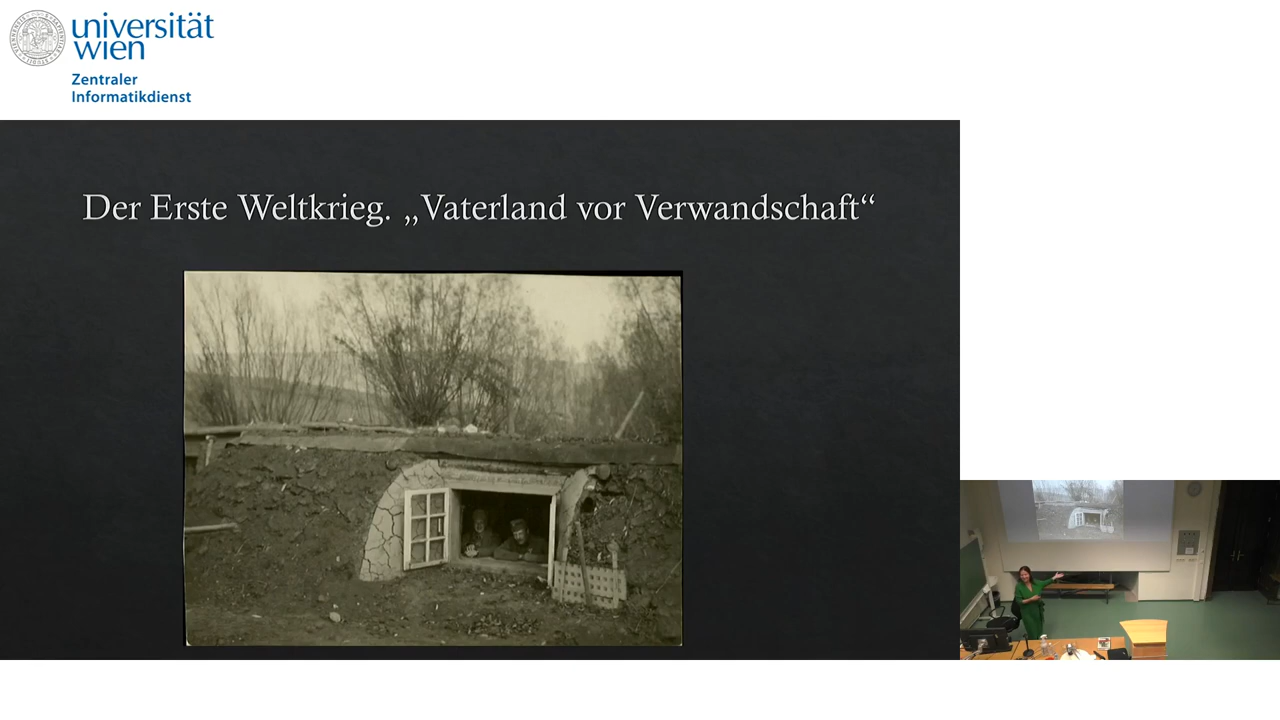 universität
wien
Zentraler
Informatikdienst
Der Erste Weltkrieg. „Vaterland vor Verwandschaft“